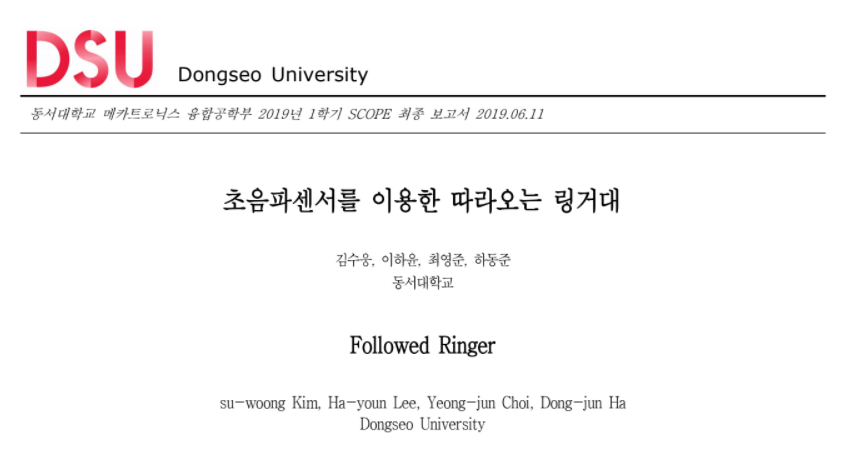 DSU Dongseo University
동서대학교 메카트로닉스 융합공학부 2019년 1학기 SCOPE 최종 보고서 2019.06.11
초음파센서를 이용한 따라오는 링거대
김수웅, 이하윤, 최영준, 하동준
동서대학교
Followed Ringer
su-woong Kim, Ha-youn Lee, Yeong-jun Choi, Dong-jun Ha
Dongseo University